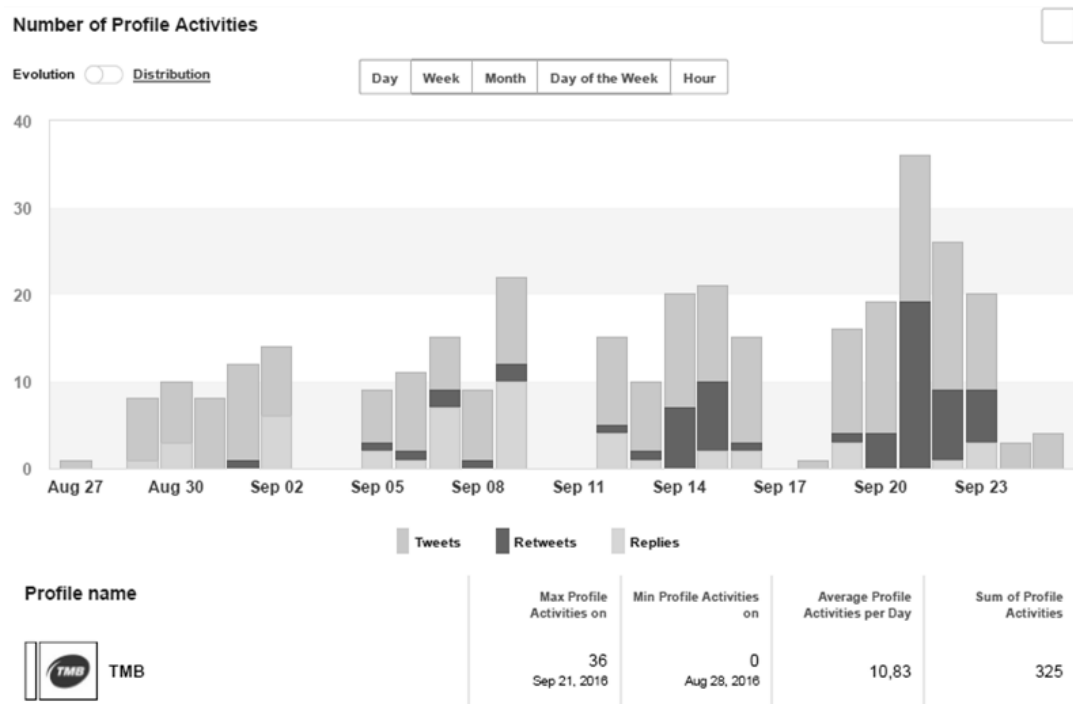 Number of Profile Activities
Evolution Distribution
Day Week Month Day of the Week Hour
40
30
20
10
0
Aug 27 Aug 30 Sep 02 Sep 05 Sep 08 Sep 11 Sep 14 Sep 17 Sep 20 Sep 23
Tweets Retweets Replies
Profile name
Max Profile
Activities on
Min Profile Activities
on
Average Profile
Activities per Day
Sum of Profile
Activities
TMB
TMB
36
Sep 21, 2016
0
Aug 28, 2016
10,83
325